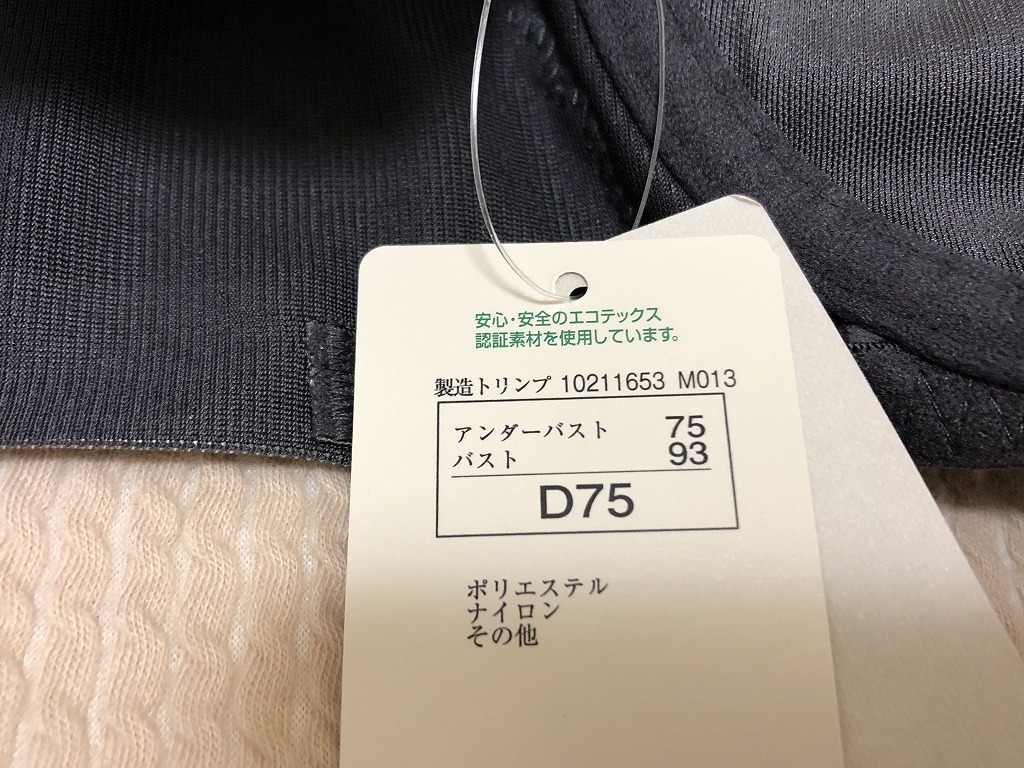 安心・安全のエコテックス
認証素材を使用しています。
製造トリンプ 10211653 M013
アンダーバスト 75
バスト 93
D75
ポリエステル
ナイロン
その他